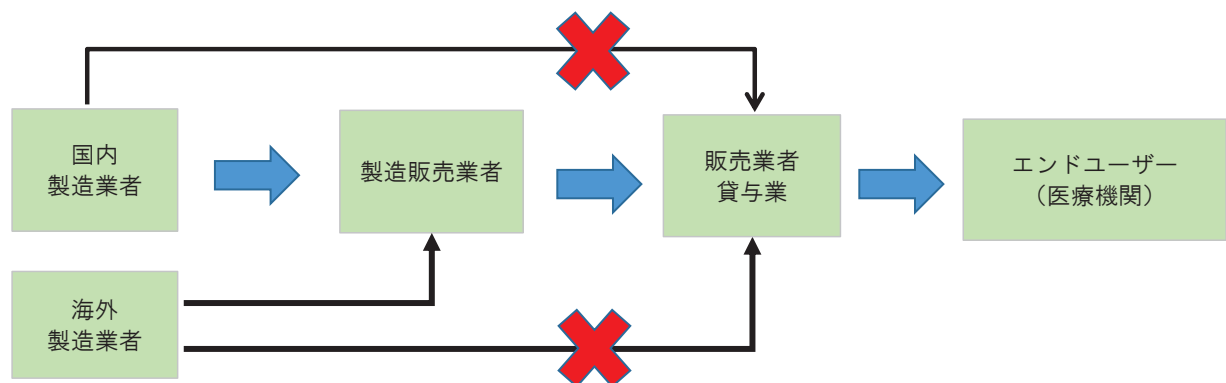 国内
製造業者
製造販売業者
販売業者
貸与業
エンドユーザー
（医療機関）
海外
製造業者